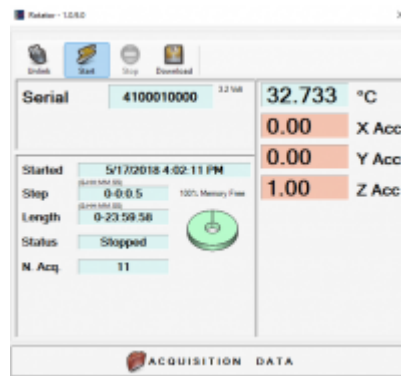 Rotator - 1.0.6.0
Unlink Start Stop Download
Serial 4100010000 3.2 Volt
32.733 °C
0.00 X Acc
0.00 Y Acc
1.00 Z Acc
Started 5/17/2018 4:02:11 PM
Step 0-0:0.5 100% Memory Free
Length 0-23:59:58
Status Stopped
N. Acq. 11
ACQUISITION DATA